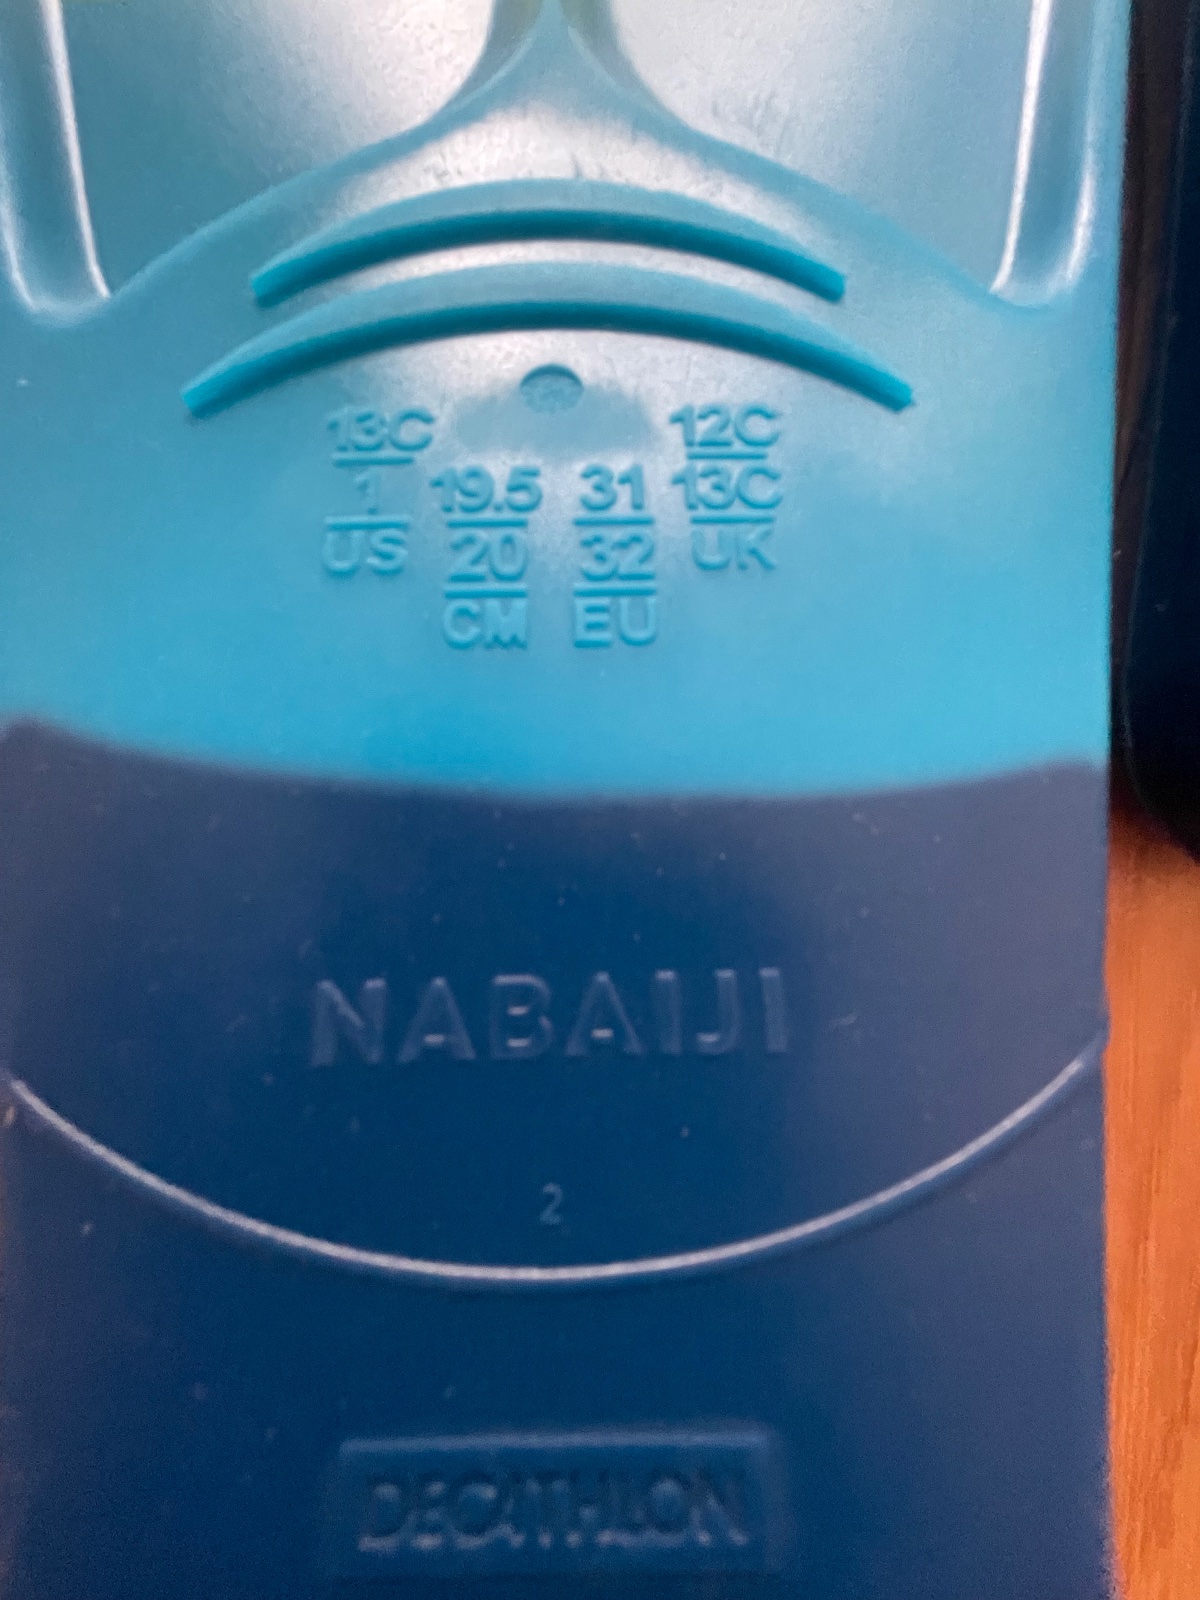 13C 12C
1 19.5 31 13C
US 20 32 UK
CM EU
NABAIJI
2
DECATHLON